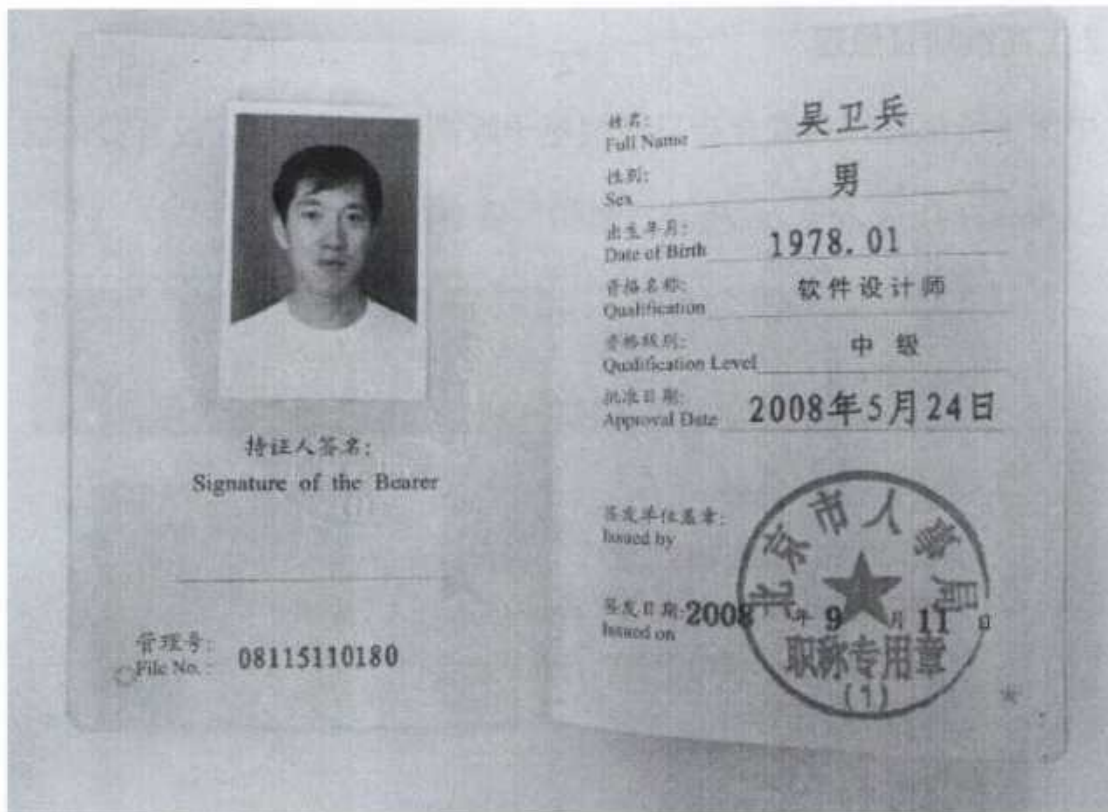 持证人签名:
Signature of the Bearer
管理号:
File No.: 08115110180
姓名: 吴卫兵
Full Name
性别: 男
Sex
出生年月: 1978.01
Date of Birth
资格名称: 软件设计师
Qualification
资格级别: 中级
Qualification Level
批准日期: 2008年5月24日
Approval Date
签发单位盖章:
Issued by
北京市人事局
职称专用章
(1)
签发日期: 2008 年 9 月 11 日
Issued on